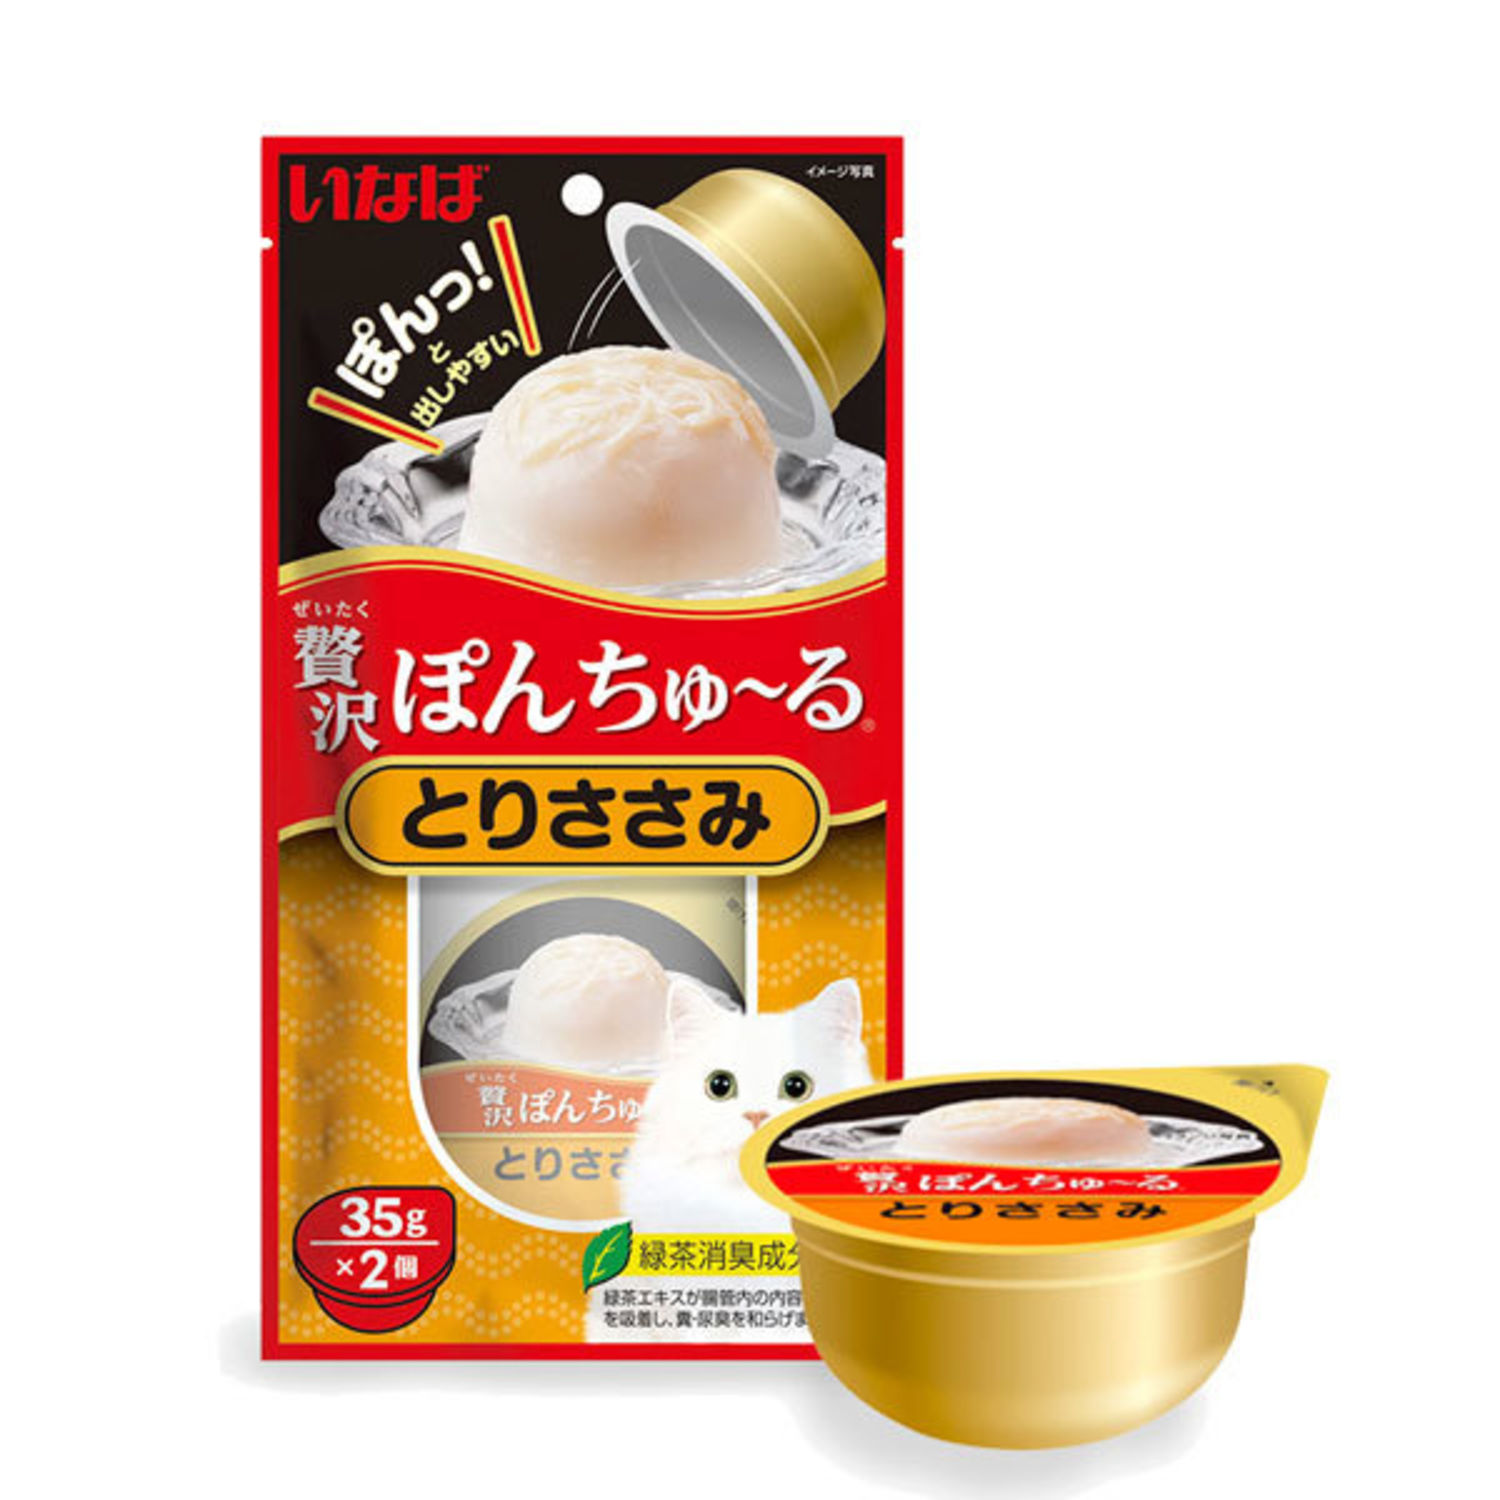 いなば
イメージ写真
ぽんっ!
と
出しやすい
ぜいたく
贅沢 ぽんちゅ〜る®
とりささみ
ぜいたく
贅沢 ぽんちゅ
とりささ
35g
×2個
緑茶消臭成分
緑茶エキスが腸管内の内容
を吸着し、糞・尿臭を和らげま
ぜいたく
贅沢 ぽんちゅ〜る
とりささみ